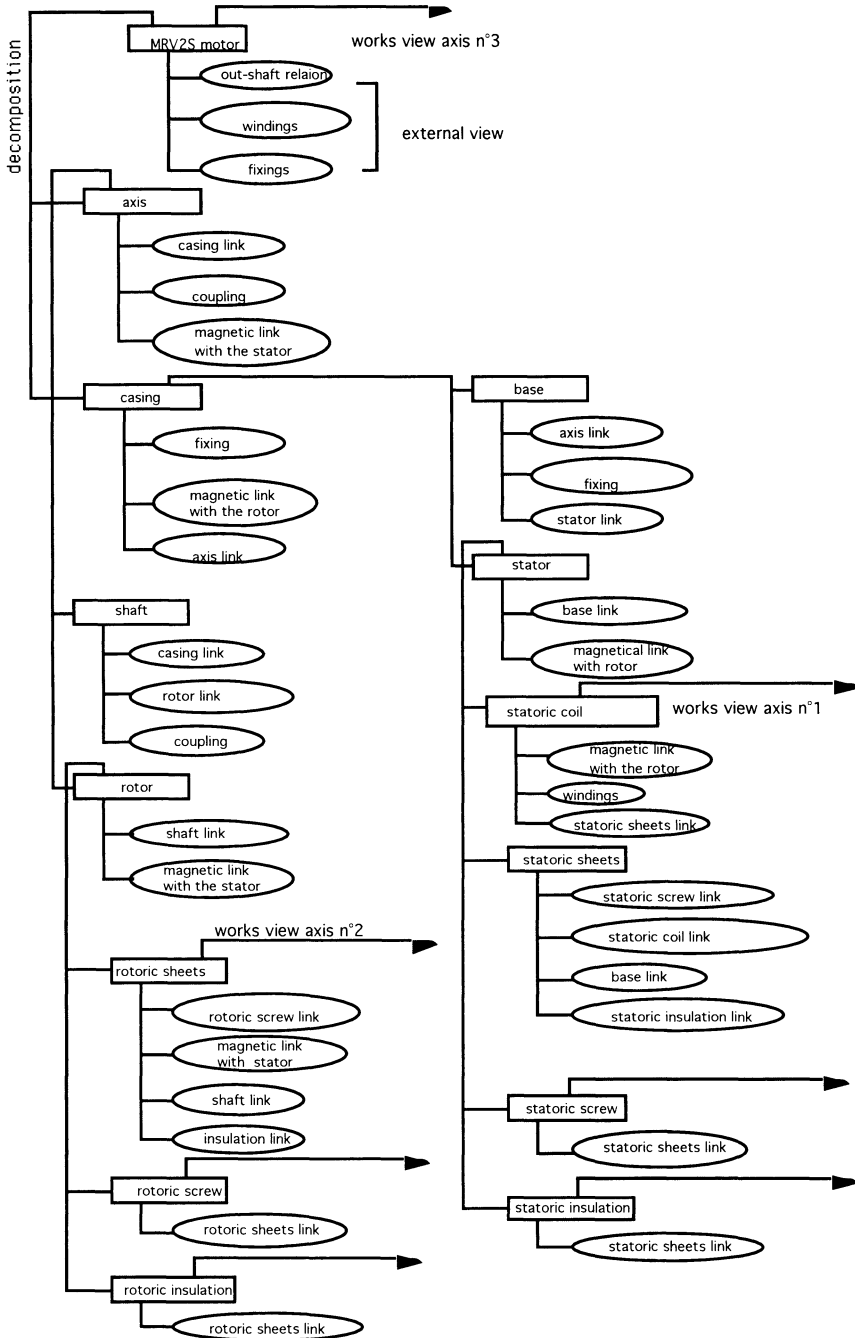 decomposition
MRV2S motor
works view axis n°3
out-shaft relaion
windings
external view
fixings
axis
casing link
coupling
magnetic link
with the stator
casing
fixing
magnetic link
with the rotor
axis link
shaft
casing link
rotor link
coupling
rotor
shaft link
magnetic link
with the stator
works view axis n°2
rotoric sheets
rotoric screw link
magnetic link
with stator
shaft link
insulation link
rotoric screw
rotoric sheets link
rotoric insulation
rotoric sheets link
base
axis link
fixing
stator link
stator
base link
magnetical link
with rotor
statoric coil
works view axis n°1
magnetic link
with the rotor
windings
statoric sheets link
statoric sheets
statoric screw link
statoric coil link
base link
statoric insulation link
statoric screw
statoric sheets link
statoric insulation
statoric sheets link